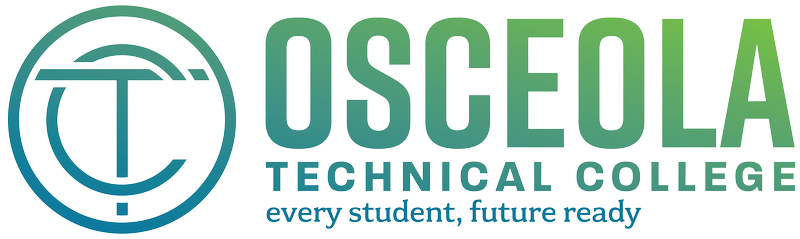 OSCEOLA
TECHNICAL COLLEGE
every student, future ready